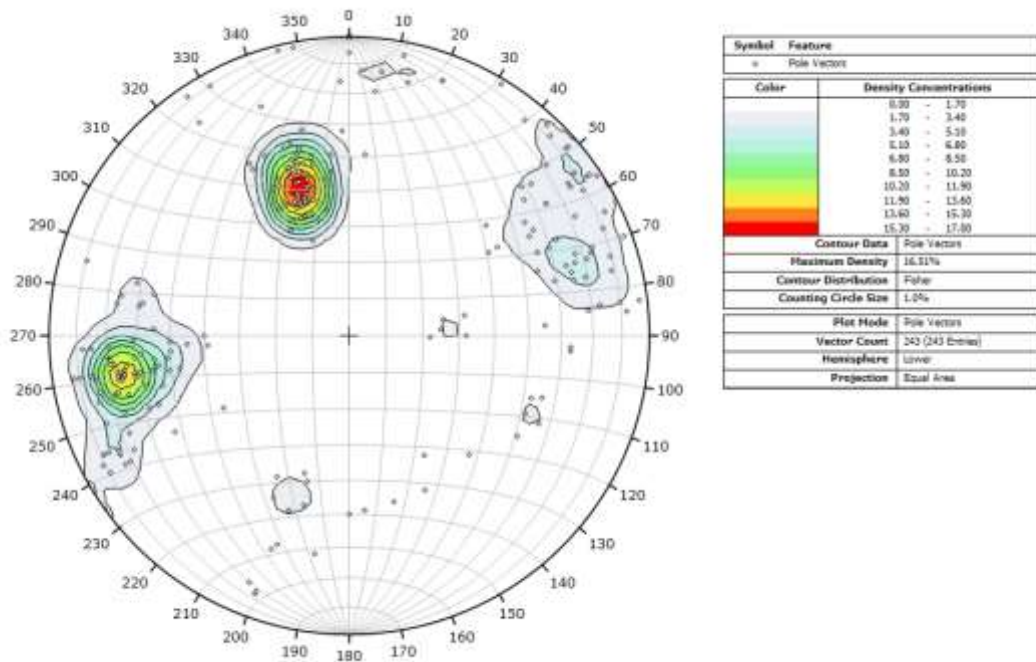 0
350 10
340 20
330 30
320 40
310 50
300 60
290 70
280 80
270 90
260 100
250 110
240 120
230 130
220 140
210 150
200 160
190 170
180
Symbol Feature
Pole Vectors
Color Density Concentrations
0.00 - 1.70
1.70 - 3.40
3.40 - 5.10
5.10 - 6.80
6.80 - 8.50
8.50 - 10.20
10.20 - 11.90
11.90 - 13.60
13.60 - 15.30
15.30 - 17.00
Contour Data Pole Vectors
Maximum Density 16.51%
Contour Distribution Fisher
Counting Circle Size 1.0%
Plot Mode Pole Vectors
Vector Count 243 (243 Entries)
Hemisphere Lower
Projection Equal Area